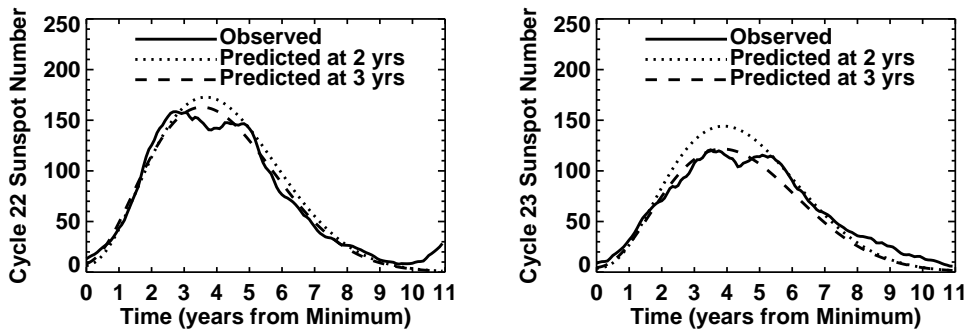 Cycle 22 Sunspot Number
250
200
150
100
50
0
Observed
Predicted at 2 yrs
Predicted at 3 yrs
0 1 2 3 4 5 6 7 8 9 10 11
Time (years from Minimum)
Cycle 23 Sunspot Number
250
200
150
100
50
0
Observed
Predicted at 2 yrs
Predicted at 3 yrs
0 1 2 3 4 5 6 7 8 9 10 11
Time (years from Minimum)